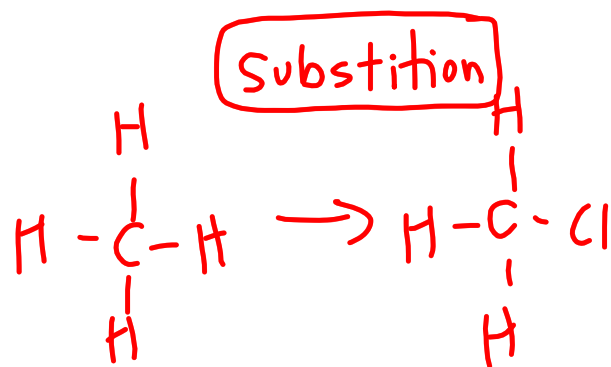 Substition
H H
H - C - H → H - C - Cl
H H